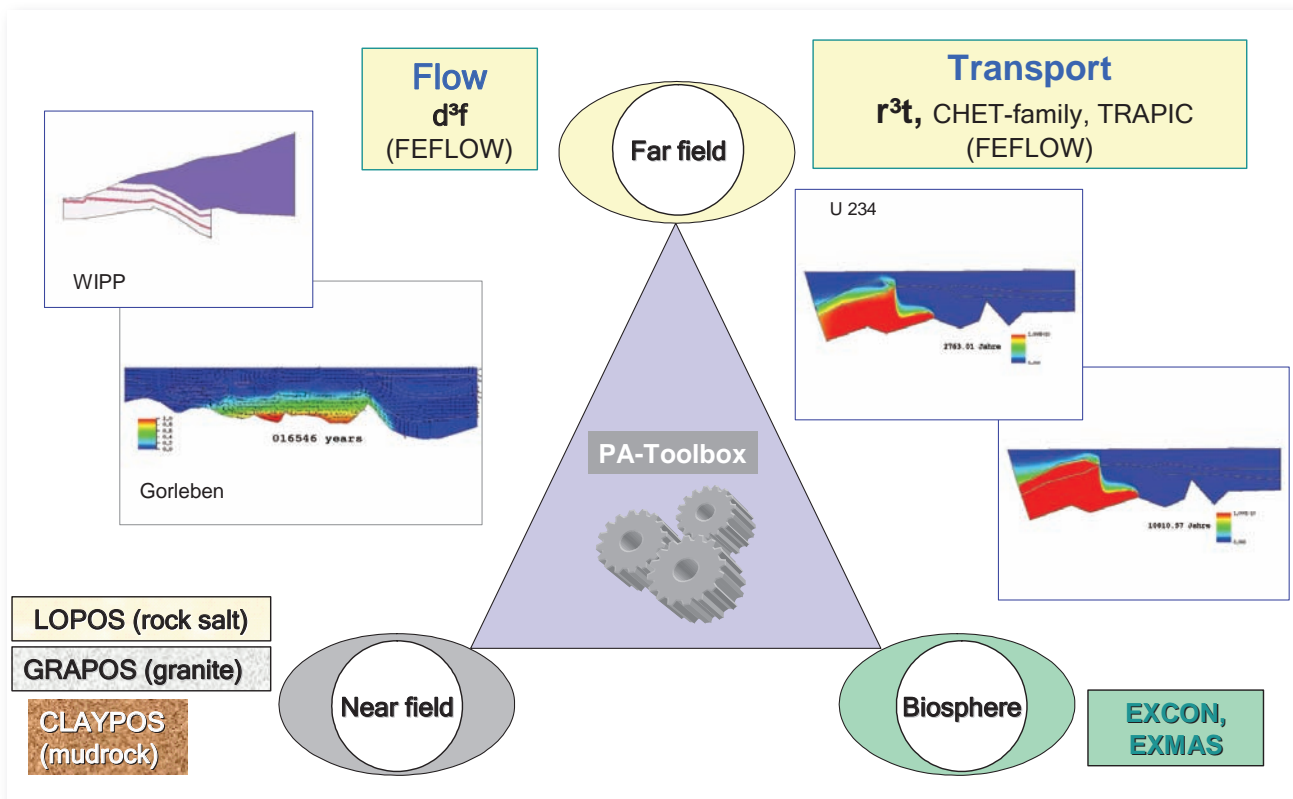 Flow
d³f
(FEFLOW)
Far field
Transport
r³t, CHET-family, TRAPIC
(FEFLOW)
WIPP
U 234
2763.01 Jahre
016546 years
Gorleben
10810.57 Jahre
PA-Toolbox
LOPOS (rock salt)
GRAPOS (granite)
CLAYPOS
(mudrock)
Near field
Biosphere
EXCON,
EXMAS